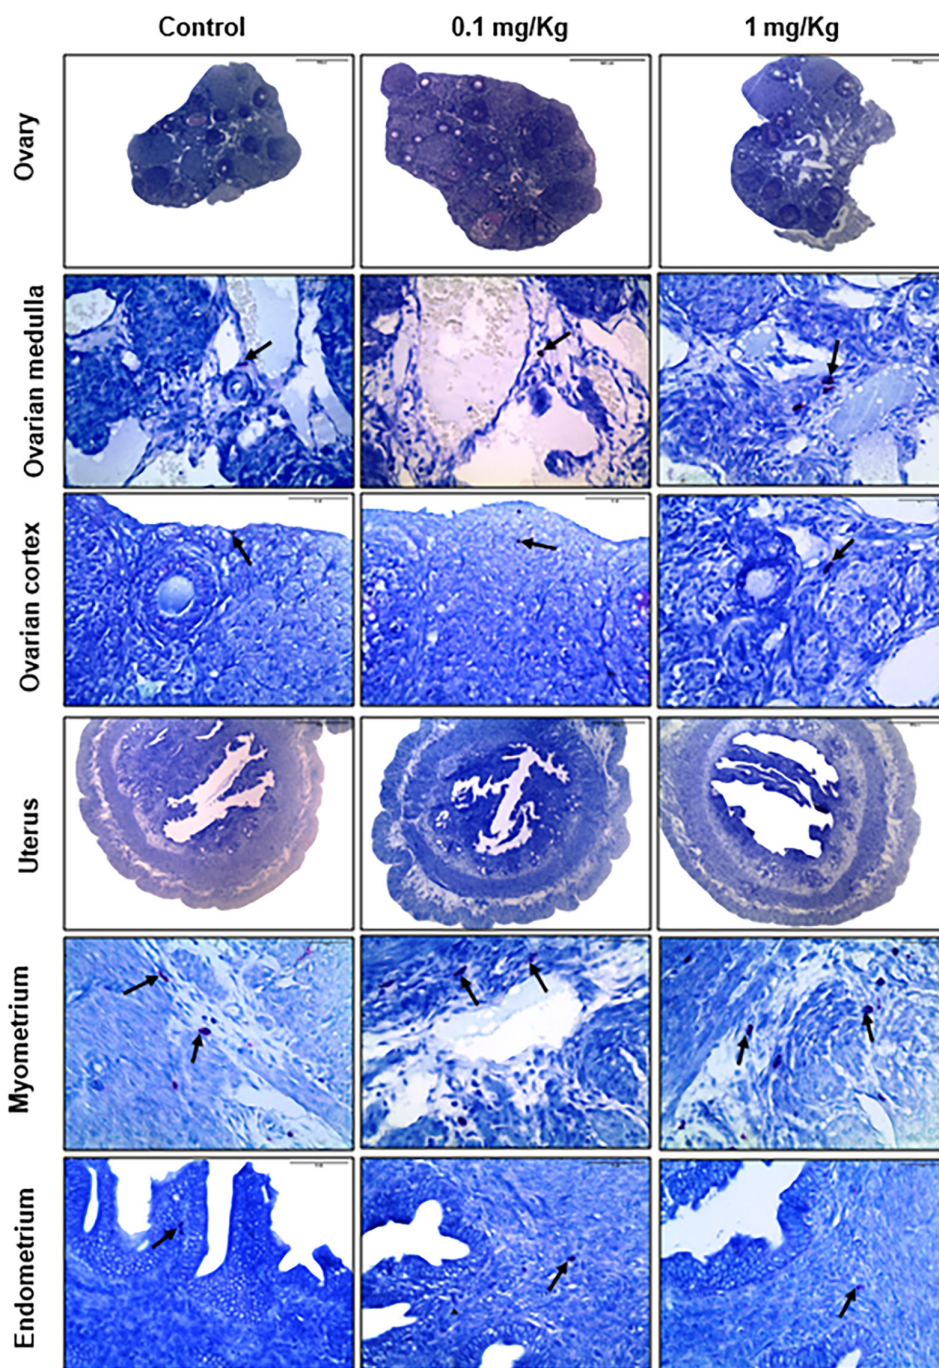 Control 0.1 mg/Kg 1 mg/Kg
Ovary
Ovarian medulla
Ovarian cortex
Uterus
Myometrium
Endometrium